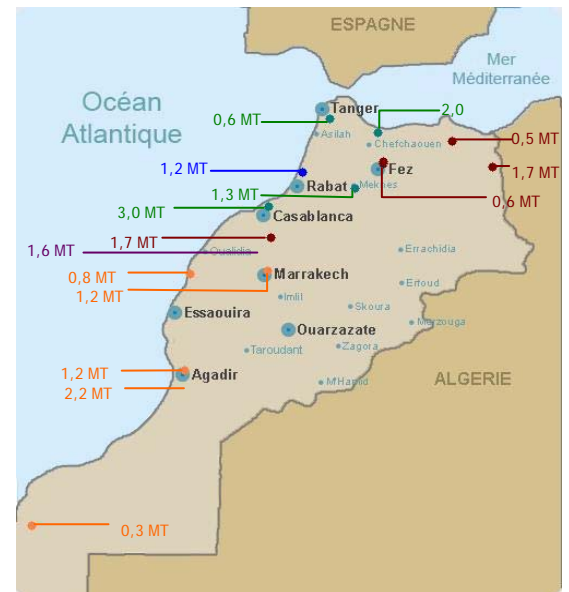 ESPAGNE
Mer
Méditerranée
Océan
Atlantique
Tanger
2,0
0,6 MT
Asilah
Chefchaouen
0,5 MT
1,2 MT
Fez
1,7 MT
Rabat
Meknes
1,3 MT
0,6 MT
3,0 MT
Casablanca
1,7 MT
1,6 MT
Oualidia
Errachidia
0,8 MT
Marrakech
Erfoud
1,2 MT
Imlil
Skoura
Essaouira
Merzouga
Ouarzazate
Taroudant
Zagora
1,2 MT
Agadir
M'Hamid
ALGERIE
2,2 MT
0,3 MT